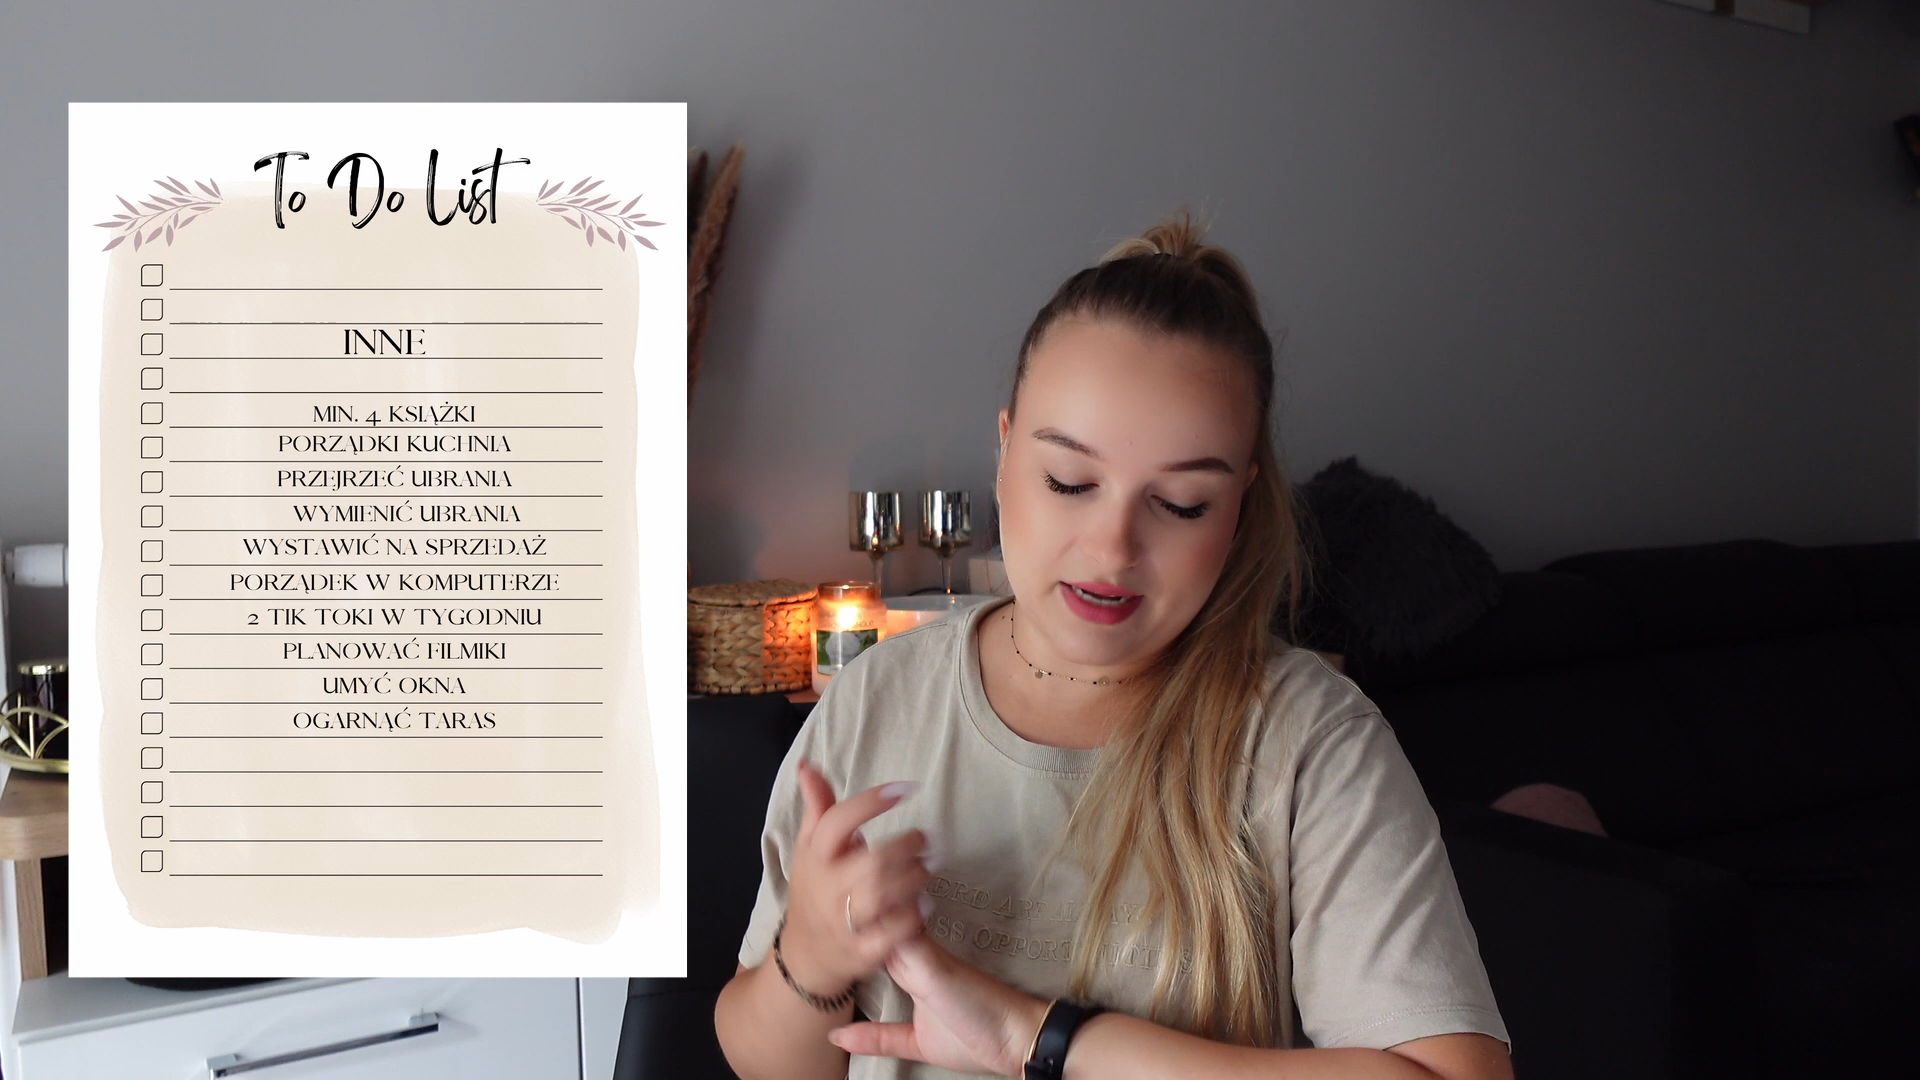 To Do List
INNE
MIN. 4 KSIĄŻKI
PORZĄDKI KUCHNIA
PRZEJRZEĆ UBRANIA
WYMIENIĆ UBRANIA
WYSTAWIĆ NA SPRZEDAŻ
PORZĄDEK W KOMPUTERZE
2 TIK TOKI W TYGODNIU
PLANOWAĆ FILMIKI
UMYĆ OKNA
OGARNĄĆ TARAS